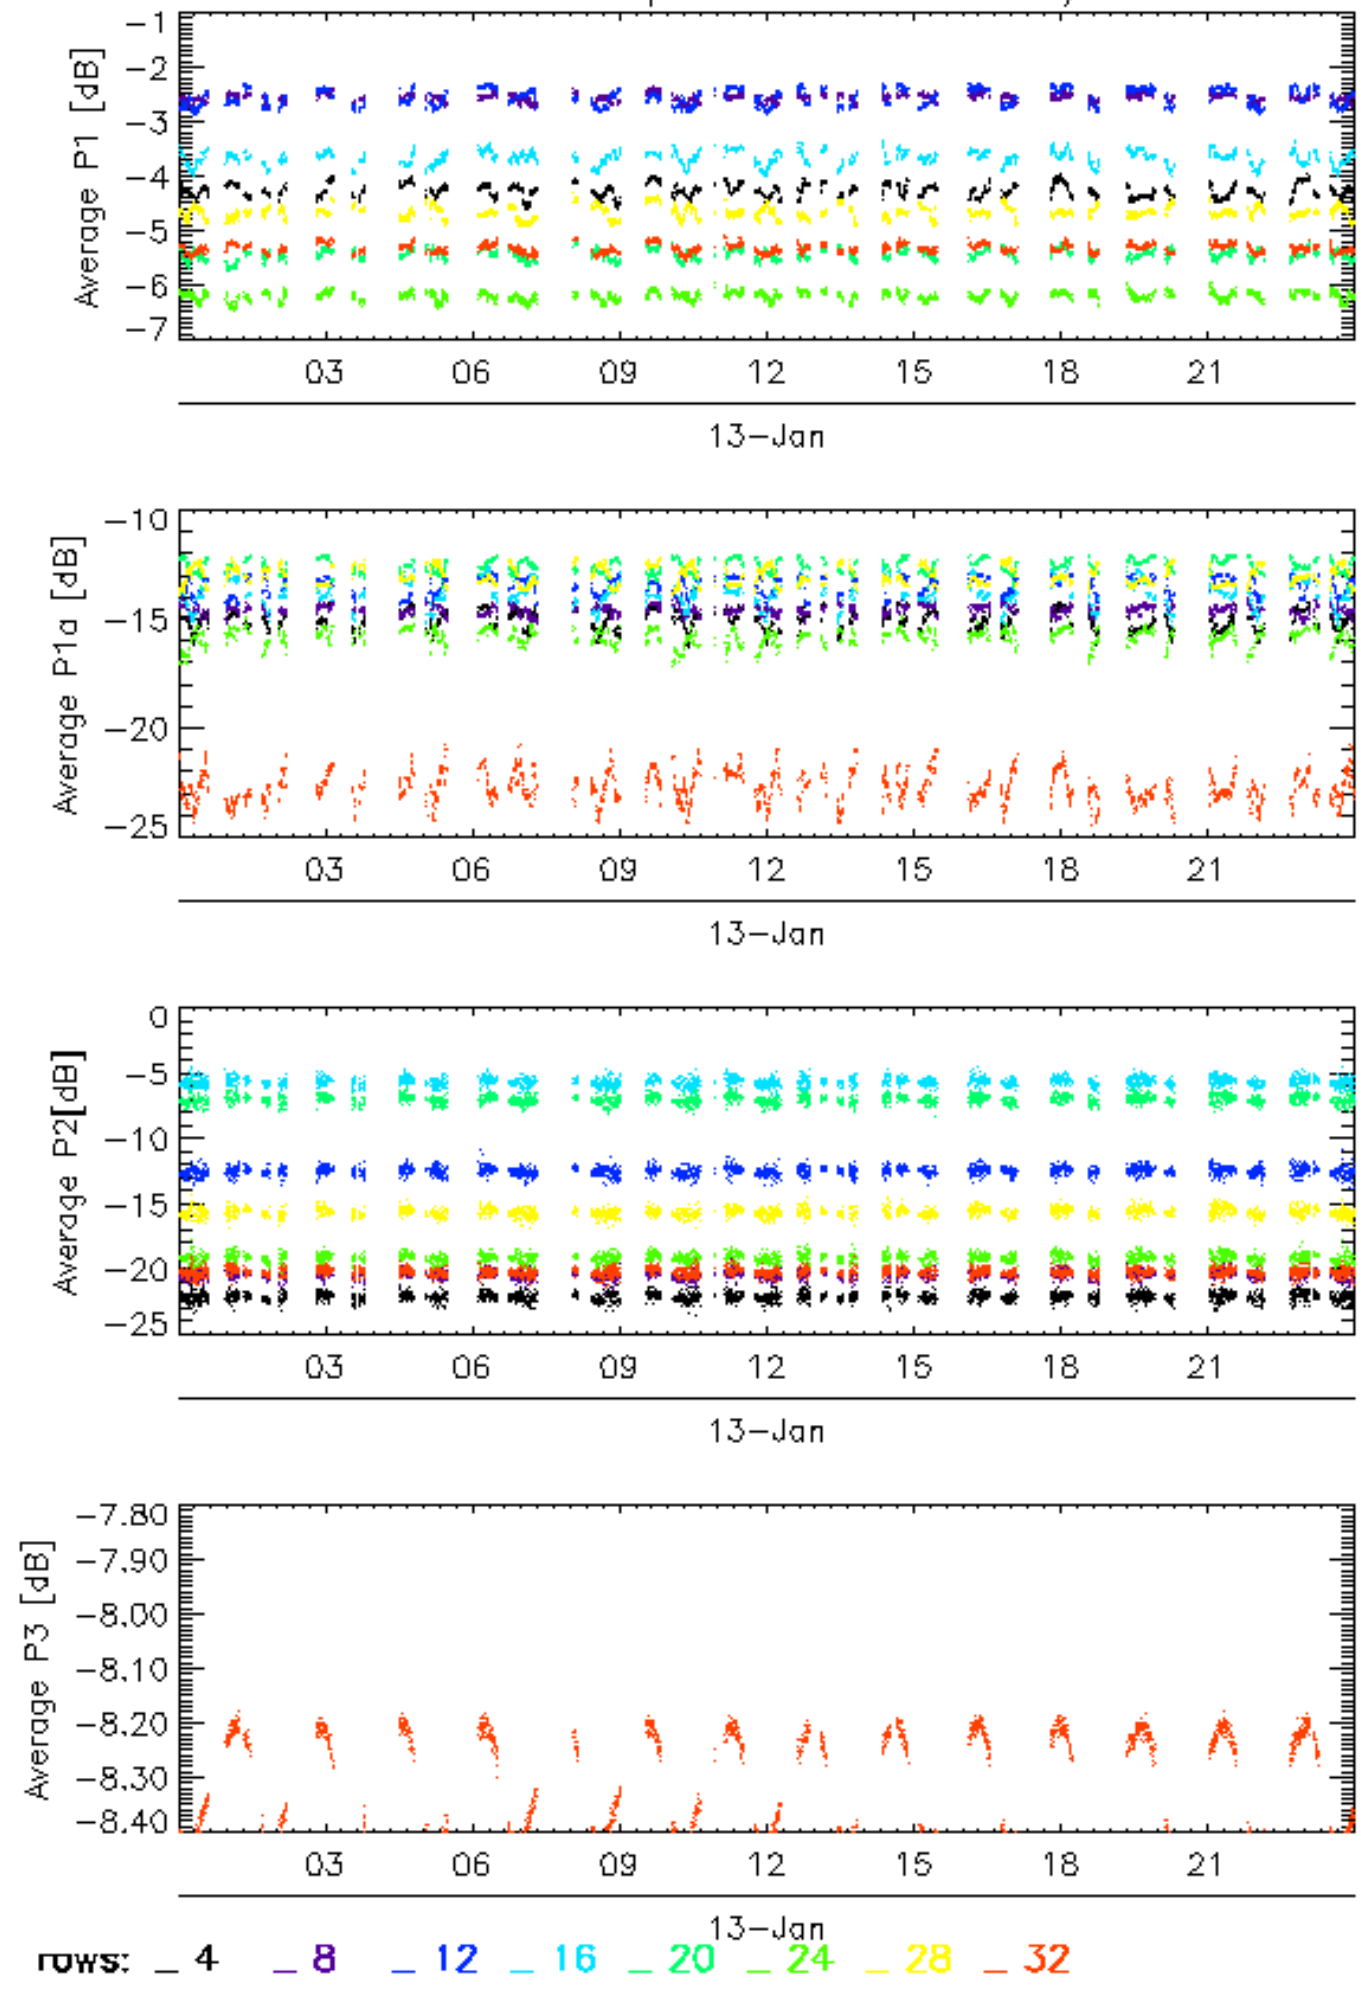 -1
-2
-3
-4
-5
-6
-7
Average P1 [dB]
03 06 09 12 15 18 21
13-Jan
-10
-15
-20
-25
Average P1a [dB]
03 06 09 12 15 18 21
13-Jan
0
-5
-10
-15
-20
-25
Average P2[dB]
03 06 09 12 15 18 21
13-Jan
-7.80
-7.90
-8.00
-8.10
-8.20
-8.30
-8.40
Average P3 [dB]
03 06 09 12 15 18 21
13-Jan
rows: _ 4 _ 8 _ 12 _ 16 _ 20 _ 24 _ 28 _ 32